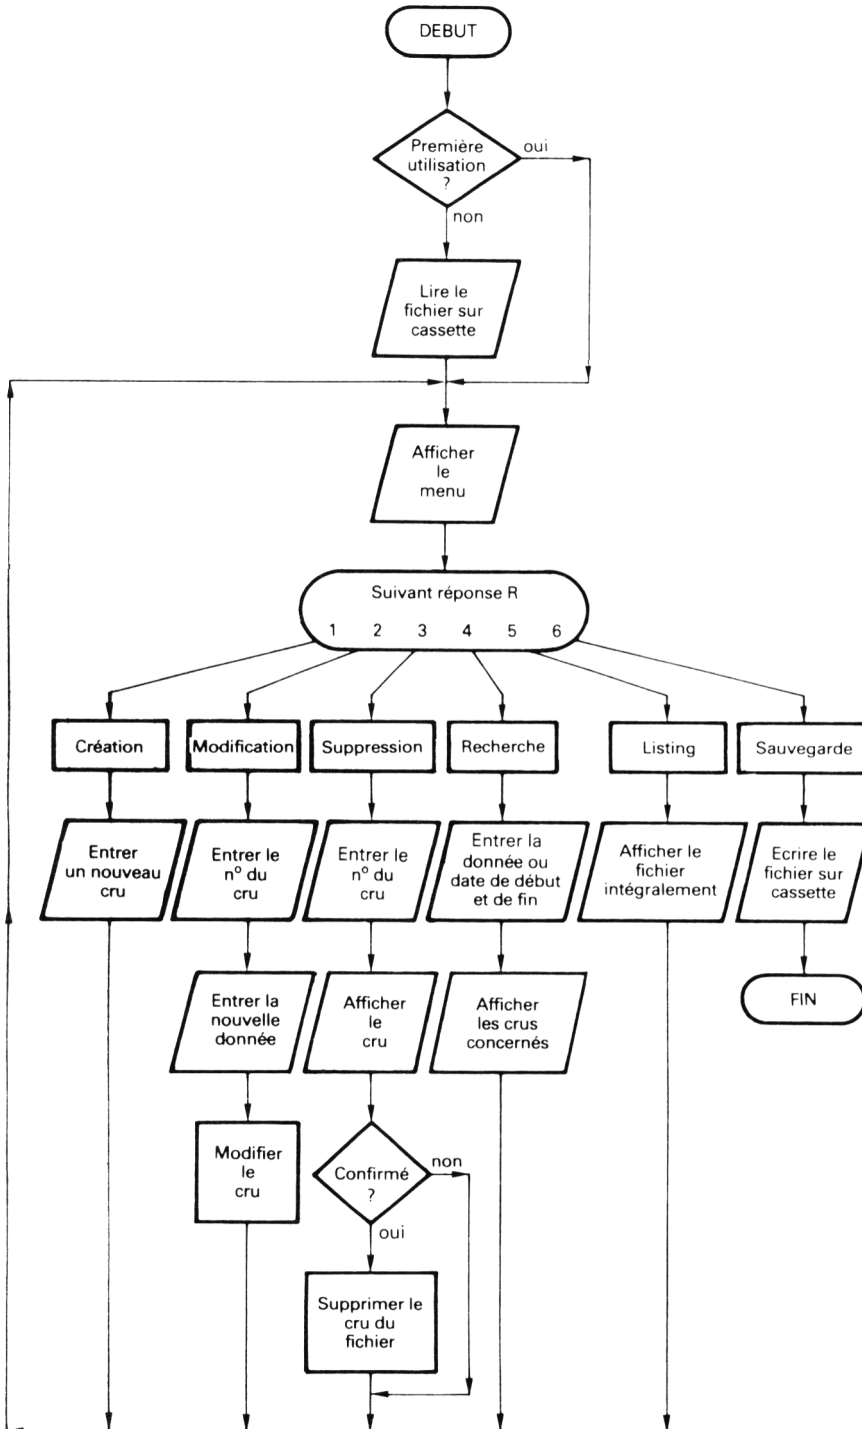 DEBUT
Première
utilisation
?
oui
non
Lire le
fichier sur
cassette
Afficher
le
menu
Suivant réponse R
1 2 3 4 5 6
Création
Modification
Suppression
Recherche
Listing
Sauvegarde
Entrer
un nouveau
cru
Entrer le
nº du
cru
Entrer le
nº du
cru
Entrer la
donnée ou
date de début
et de fin
Afficher le
fichier
intégralement
Ecrire le
fichier sur
cassette
Entrer la
nouvelle
donnée
Afficher
le
cru
Afficher
les crus
concernés
FIN
Modifier
le
cru
Confirmé
?
non
oui
Supprimer le
cru du
fichier